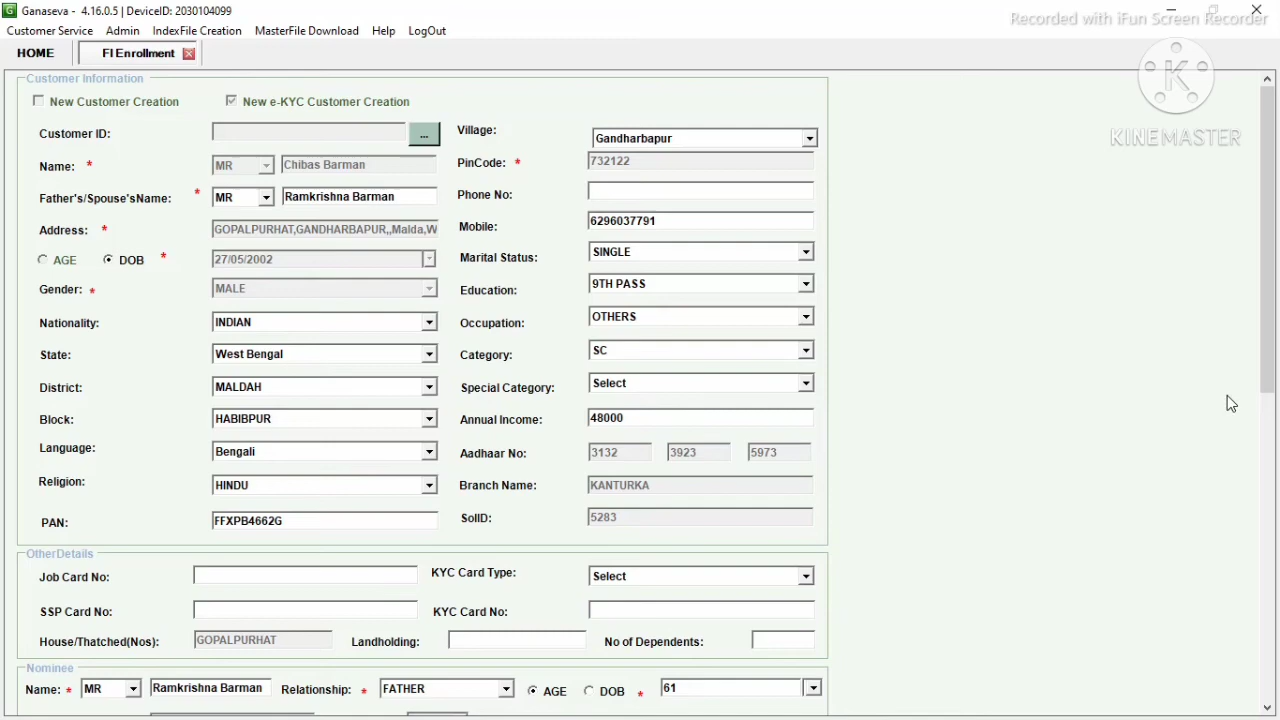 Ganaseva - 4.16.0.5 | DeviceID: 2030104099
Recorded with iFun Screen Recorder
Customer Service Admin IndexFile Creation MasterFile Download Help LogOut
HOME FI Enrollment
KINEMASTER
Customer Information
New Customer Creation New e-KYC Customer Creation
Customer ID: ... Village: Gandharbapur
Name: * MR Chibas Barman PinCode: * 732122
Father's/Spouse'sName: * MR Ramkrishna Barman Phone No:
Address: * GOPALPURHAT,GANDHARBAPUR,,Malda,W Mobile: 6296037791
AGE DOB * 27/05/2002 Marital Status: SINGLE
Gender: * MALE Education: 9TH PASS
Nationality: INDIAN Occupation: OTHERS
State: West Bengal Category: SC
District: MALDAH Special Category: Select
Block: HABIBPUR Annual Income: 48000
Language: Bengali Aadhaar No: 3132 3923 5973
Religion: HINDU Branch Name: KANTURKA
PAN: FFXPB4662G SolID: 5283
OtherDetails
Job Card No: KYC Card Type: Select
SSP Card No: KYC Card No:
House/Thatched(Nos): GOPALPURHAT Landholding: No of Dependents:
Nominee
Name: * MR Ramkrishna Barman Relationship: * FATHER AGE DOB * 61